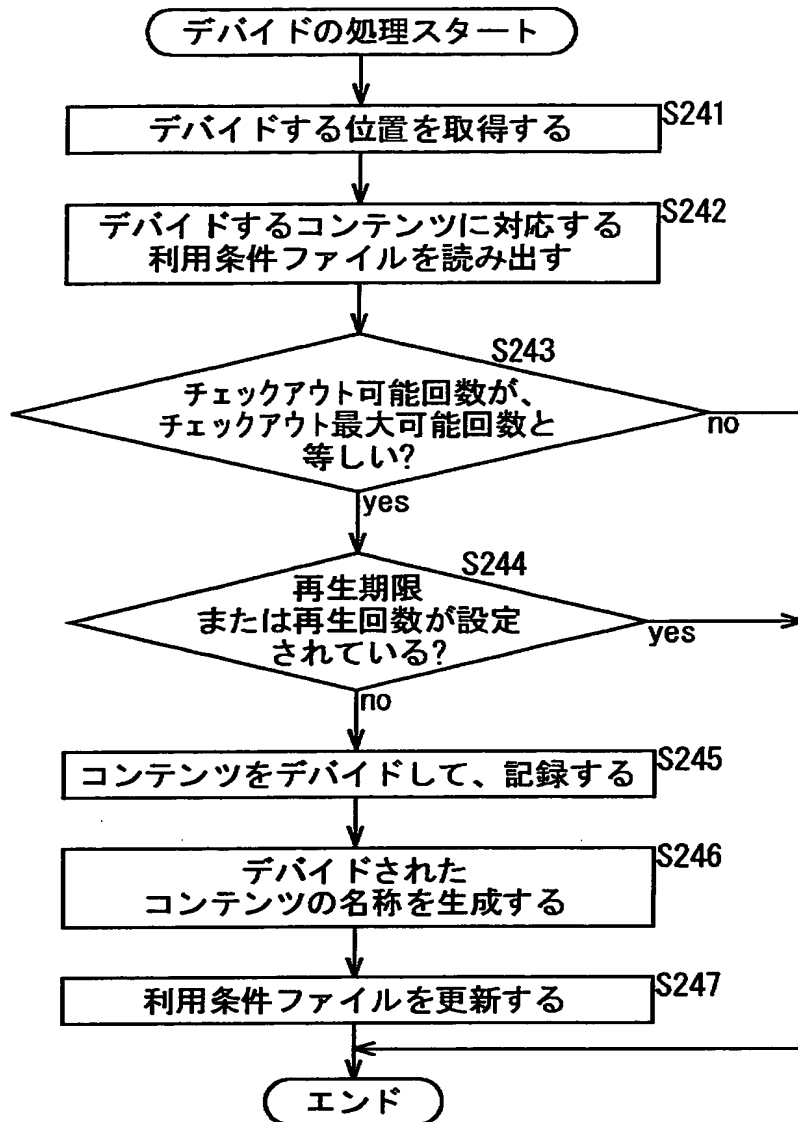 デバイドの処理スタート
デバイドする位置を取得する
S241
デバイドするコンテンツに対応する
利用条件ファイルを読み出す
S242
S243
チェックアウト可能回数が、
チェックアウト最大可能回数と
等しい?
no
yes
S244
再生期限
または再生回数が設定
されている?
yes
no
コンテンツをデバイドして、記録する
S245
デバイドされた
コンテンツの名称を生成する
S246
利用条件ファイルを更新する
S247
エンド